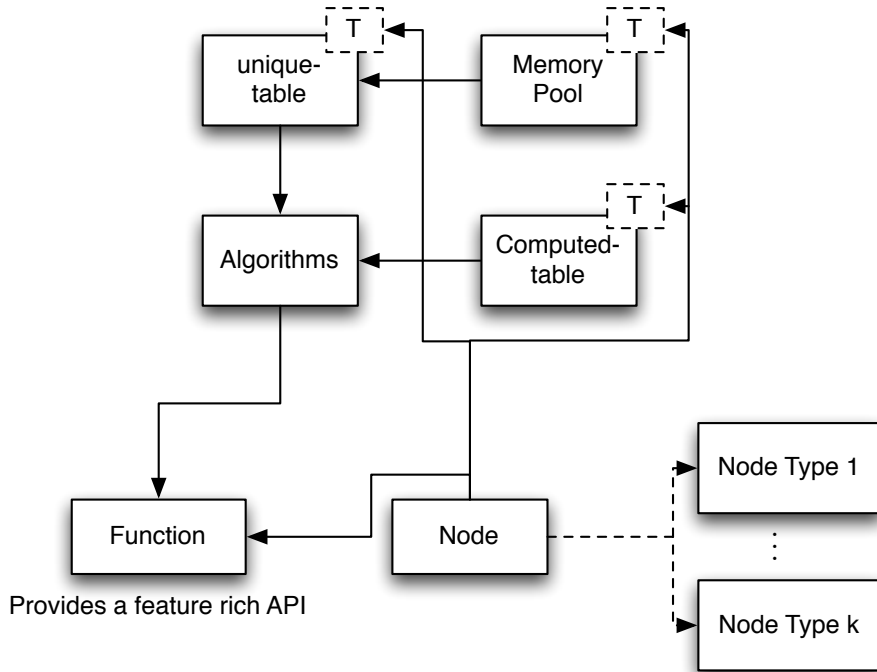 T
T
unique-
table
Memory
Pool
T
Algorithms
Computed-
table
Node Type 1
Function
Node
⋮
Provides a feature rich API
Node Type k